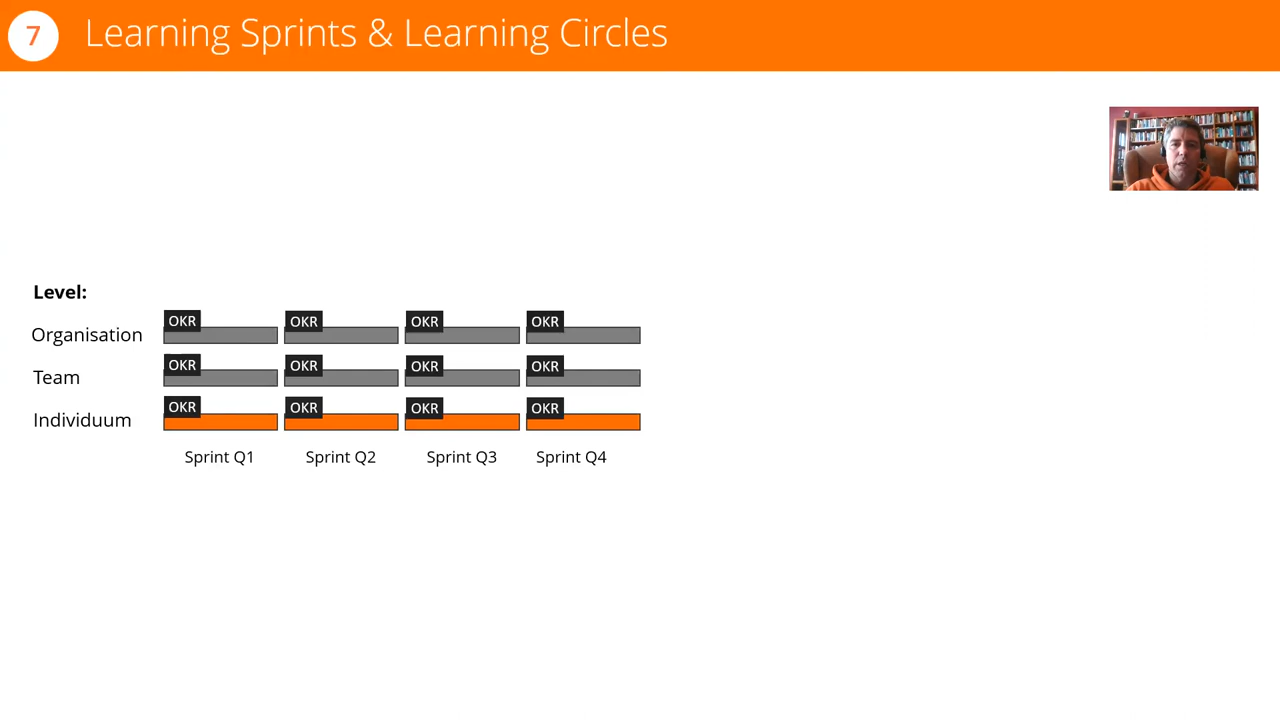 7 Learning Sprints & Learning Circles
Level:
OKR OKR OKR OKR
Organisation
OKR OKR OKR OKR
Team
OKR OKR OKR OKR
Individuum
Sprint Q1 Sprint Q2 Sprint Q3 Sprint Q4